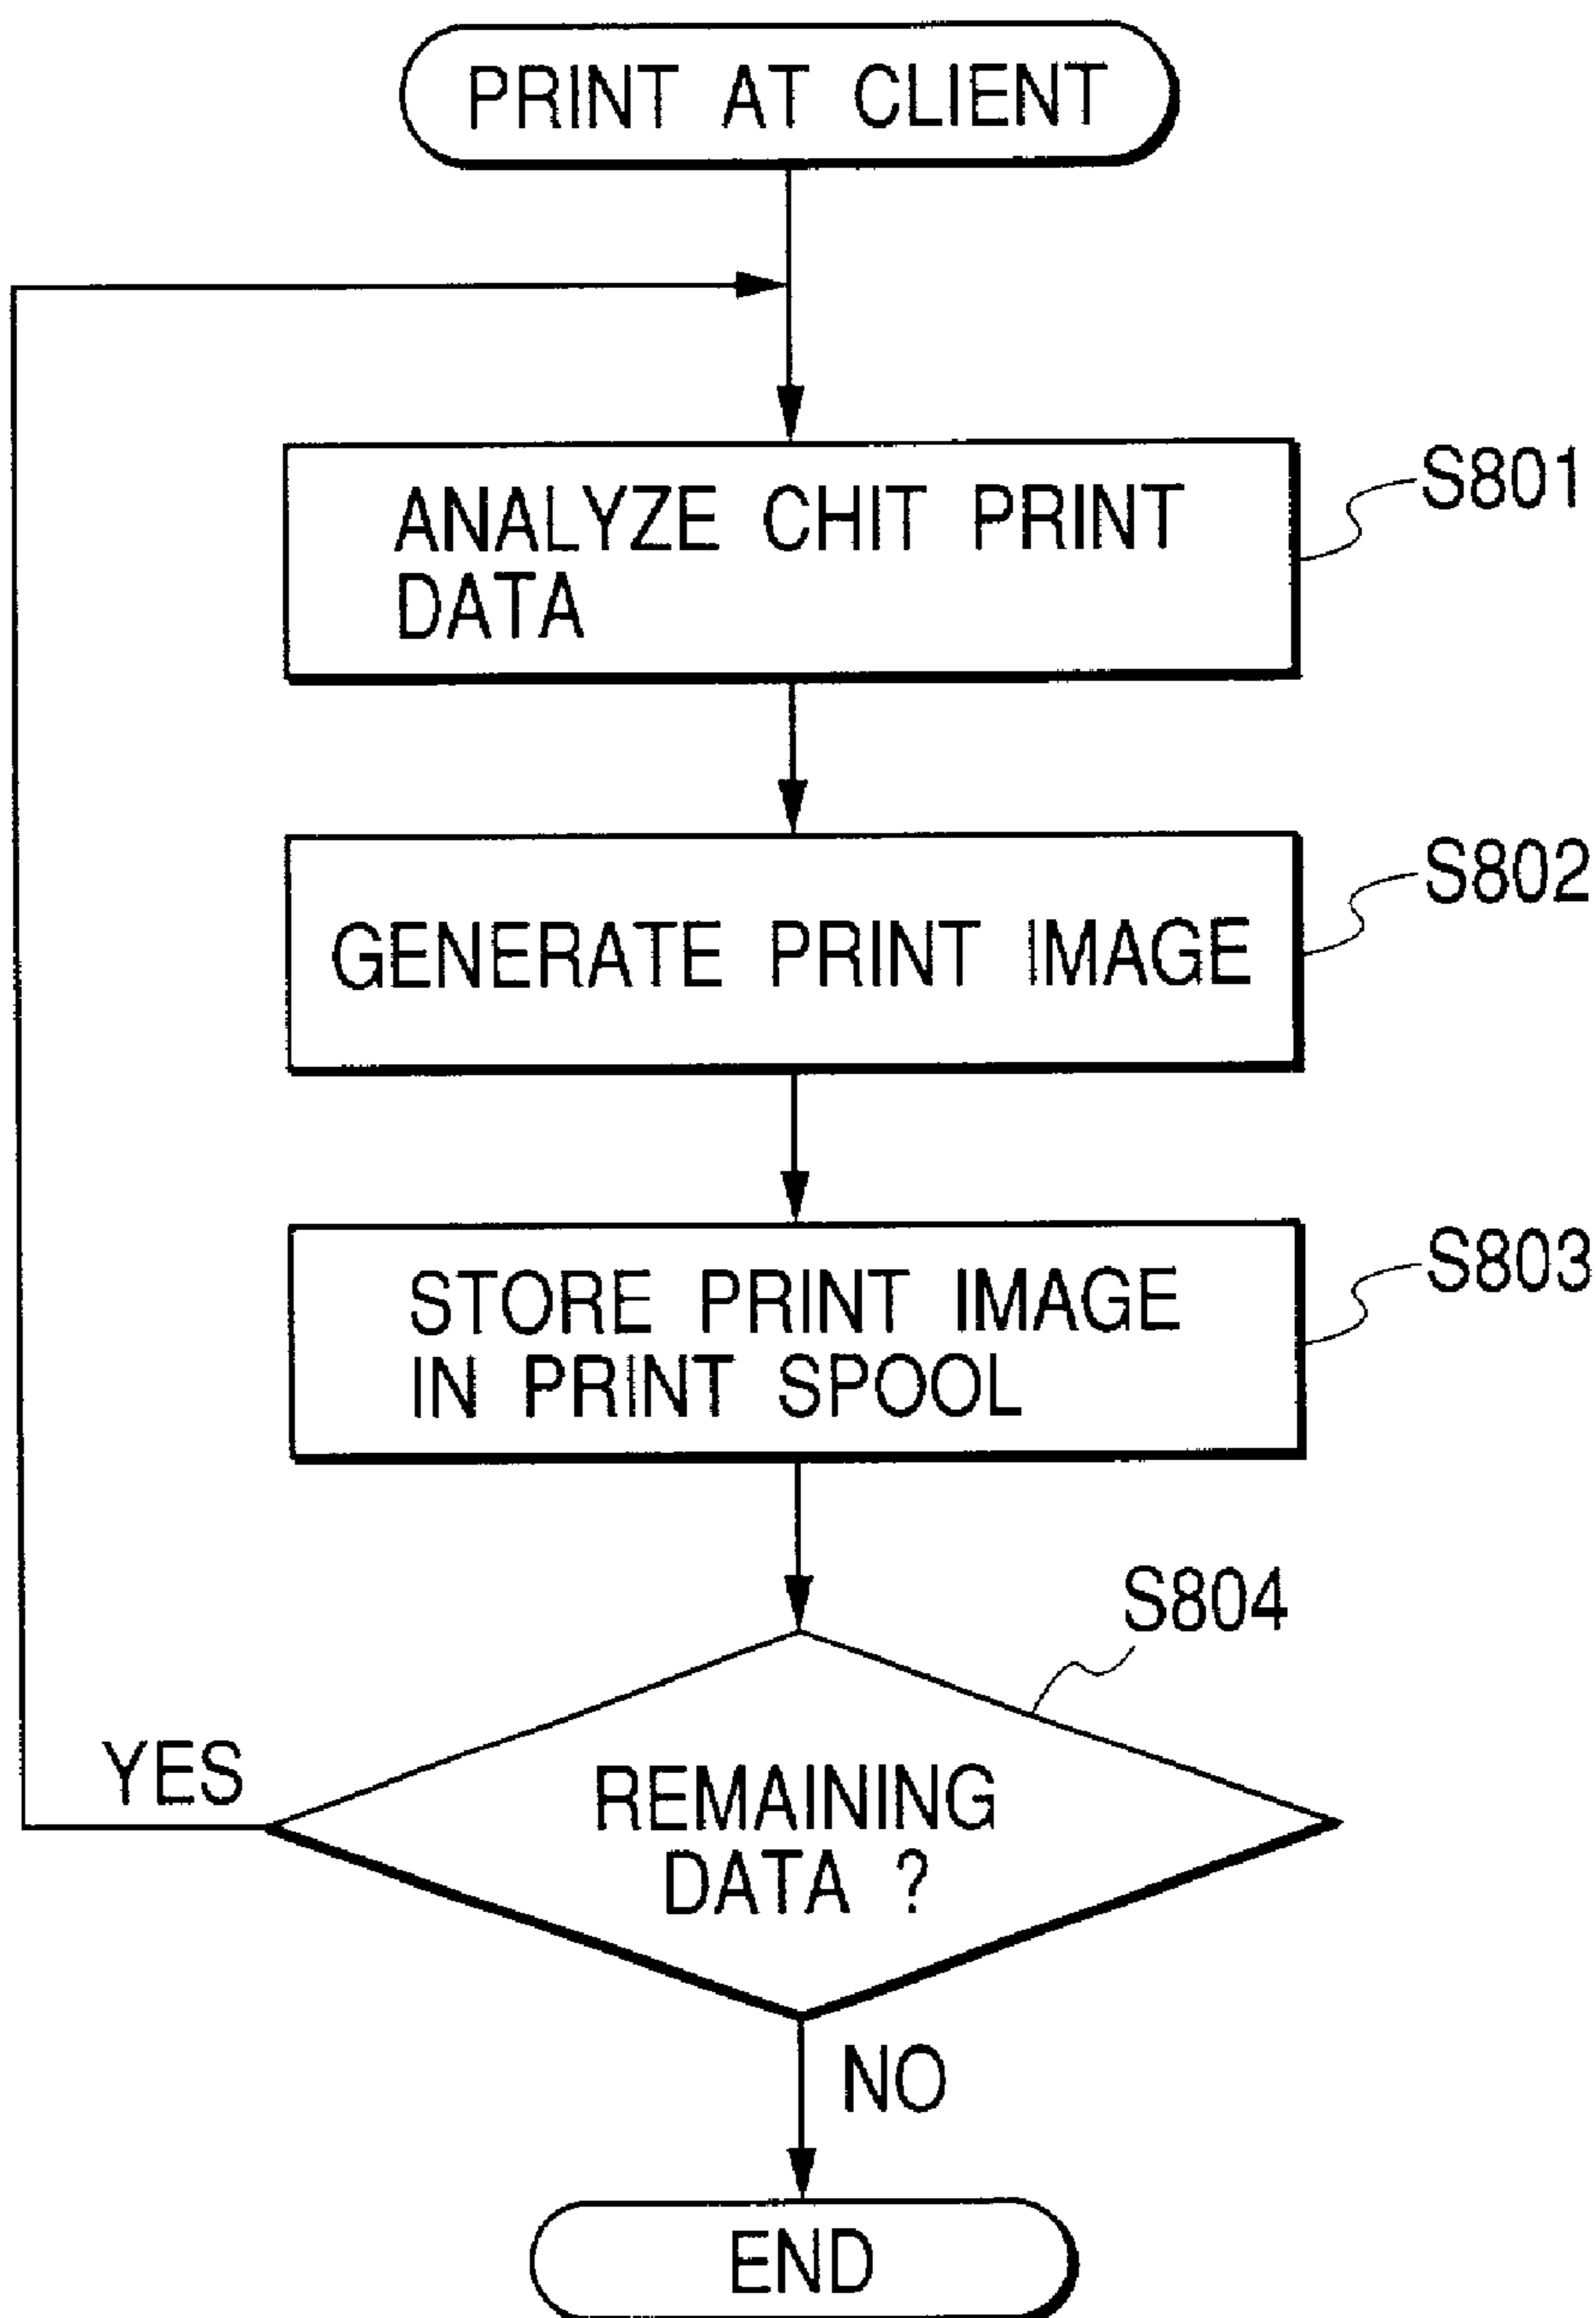 PRINT AT CLIENT
ANALYZE CHIT PRINT
DATA
S801
GENERATE PRINT IMAGE
S802
STORE PRINT IMAGE
IN PRINT SPOOL
S803
S804
YES
REMAINING
DATA ?
NO
END